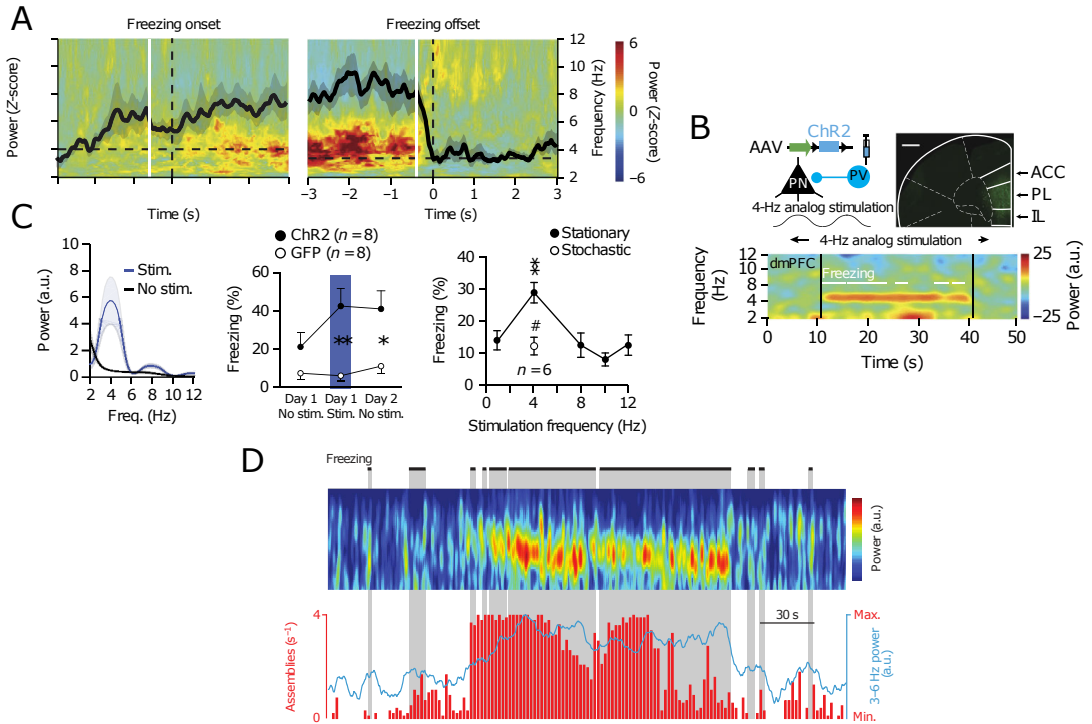 A
Freezing onset
Freezing offset
Power (Z-score)
12
10
8
6
4
2
Frequency (Hz)
6
0
−6
Power (Z-score)
−3 −2 −1 0 3
Time (s)
Time (s)
B
ChR2
AAV
PN
PV
4-Hz analog stimulation
ACC
PL
IL
4-Hz analog stimulation
dmPFC
Freezing
Frequency (Hz)
12
10
8
6
4
2
0 10 20 30 40 50
Time (s)
25
−25
Power (a.u.)
C
Power (a.u.)
10
8
6
4
2
0
Stim.
No stim.
2 4 6 8 10 12
Freq. (Hz)
ChR2 (n = 8)
GFP (n = 8)
Freezing (%)
60
40
20
0
**
*
Day 1 No stim.
Day 1 Stim.
Day 2 No stim.
Stationary
Stochastic
Freezing (%)
40
30
20
10
0
**
#
n = 6
0 4 8 12
Stimulation frequency (Hz)
D
Freezing
Power (a.u.)
Assemblies (s⁻¹)
4
0
30 s
Max.
Min.
3–6 Hz power (a.u.)